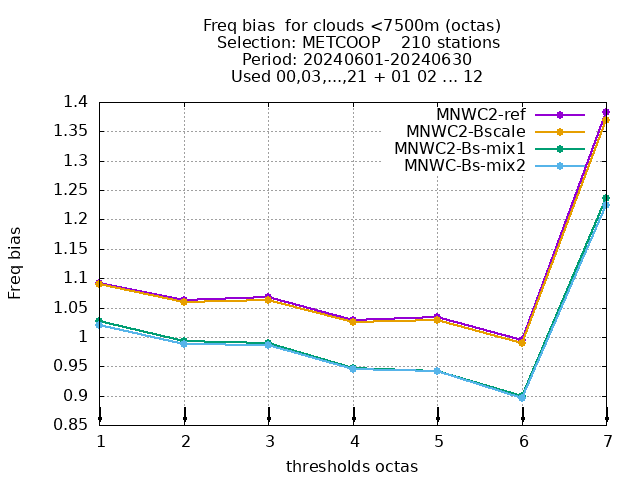 Freq bias  for clouds <7500m (octas)
Selection: METCOOP    210 stations
Period: 20240601-20240630
Used 00,03,...,21 + 01 02 ... 12
MNWC2-ref
MNWC2-Bscale
MNWC2-Bs-mix1
MNWC-Bs-mix2
1.4
1.35
1.3
1.25
1.2
1.15
1.1
1.05
1
0.95
0.9
0.85
Freq bias
1 2 3 4 5 6 7
thresholds octas